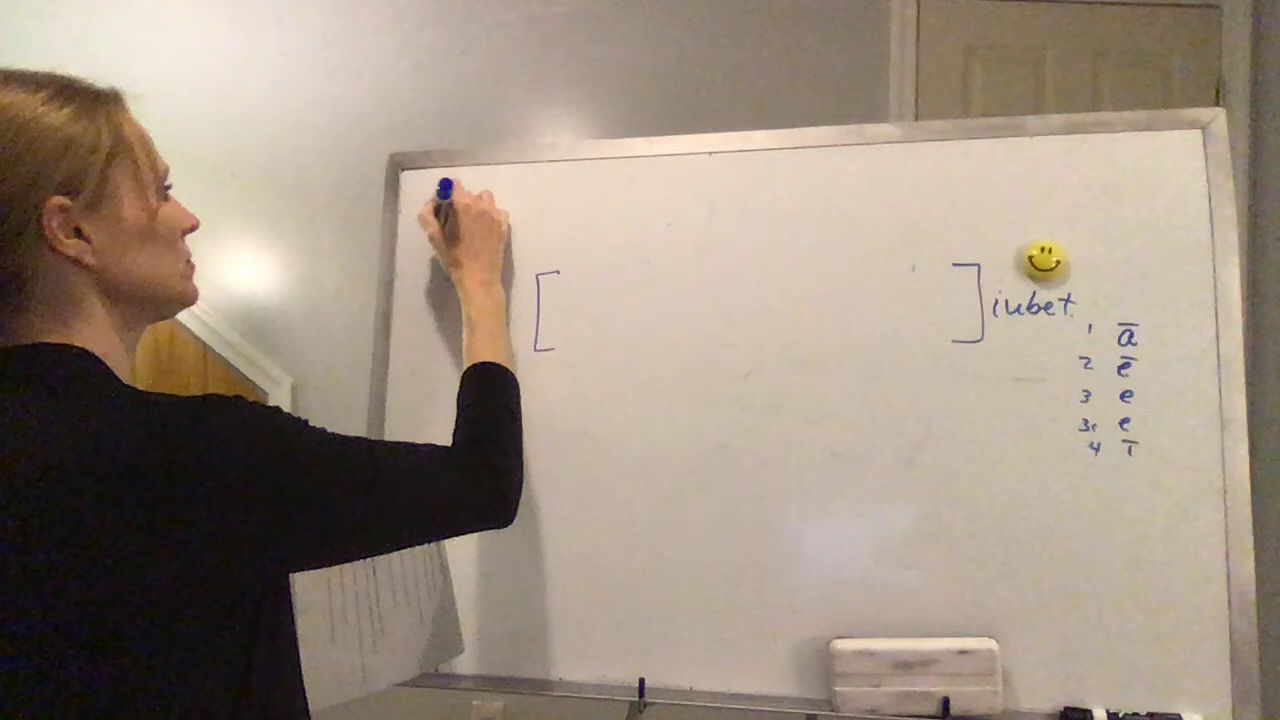 [ ] iubet
1 ā
2 ē
3 e
3i e
4 ī